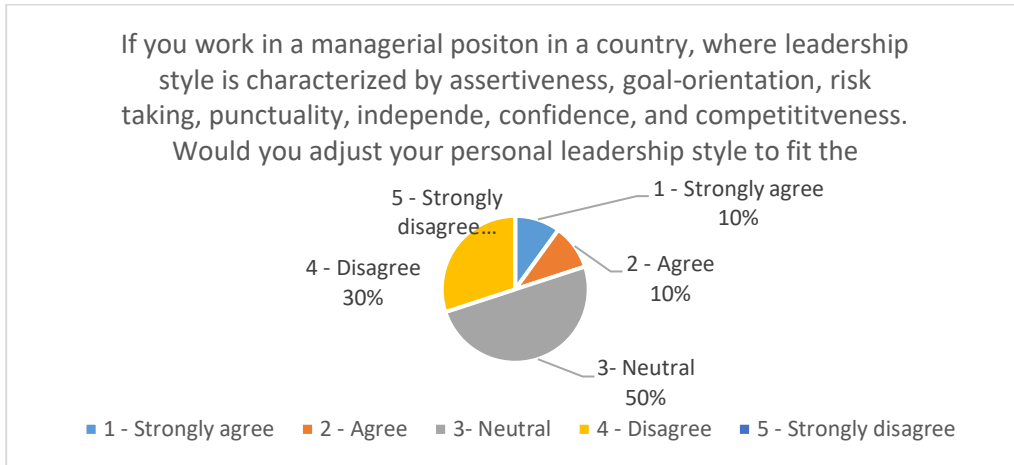 If you work in a managerial positon in a country, where leadership
style is characterized by assertiveness, goal-orientation, risk
taking, punctuality, independe, confidence, and competititveness.
Would you adjust your personal leadership style to fit the
5 - Strongly
disagree...
1 - Strongly agree
10%
2 - Agree
10%
4 - Disagree
30%
3- Neutral
50%
1 - Strongly agree
2 - Agree
3- Neutral
4 - Disagree
5 - Strongly disagree